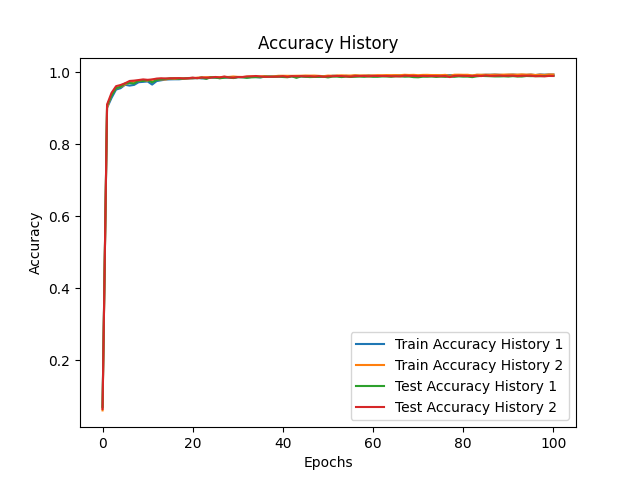 Accuracy History
1.0
0.8
0.6
0.4
0.2
Accuracy
Train Accuracy History 1
Train Accuracy History 2
Test Accuracy History 1
Test Accuracy History 2
0 20 40 60 80 100
Epochs